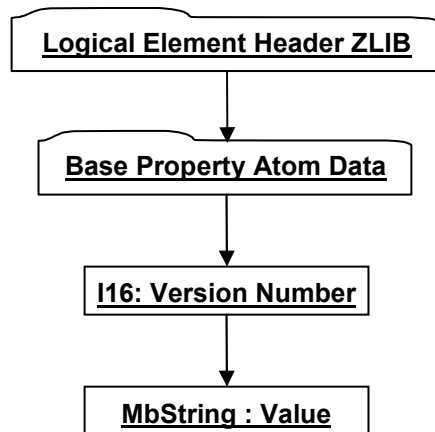 Logical Element Header ZLIB
Base Property Atom Data
I16: Version Number
MbString : Value